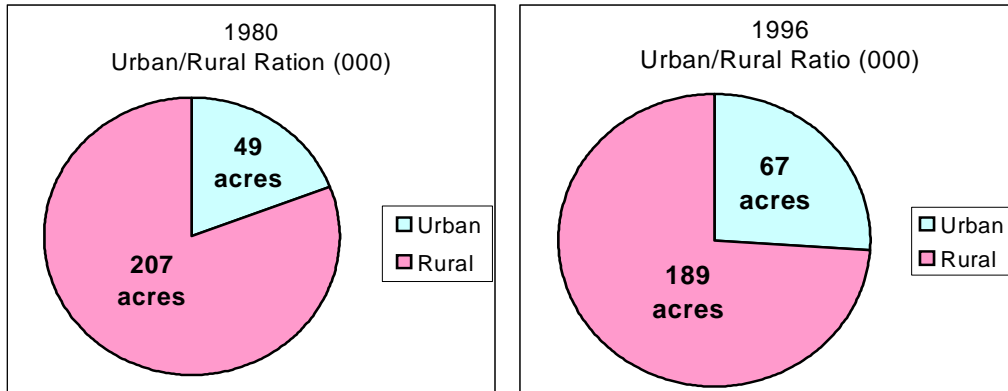 1980
Urban/Rural Ration (000)
49
acres
207
acres
Urban
Rural
1996
Urban/Rural Ratio (000)
67
acres
189
acres
Urban
Rural